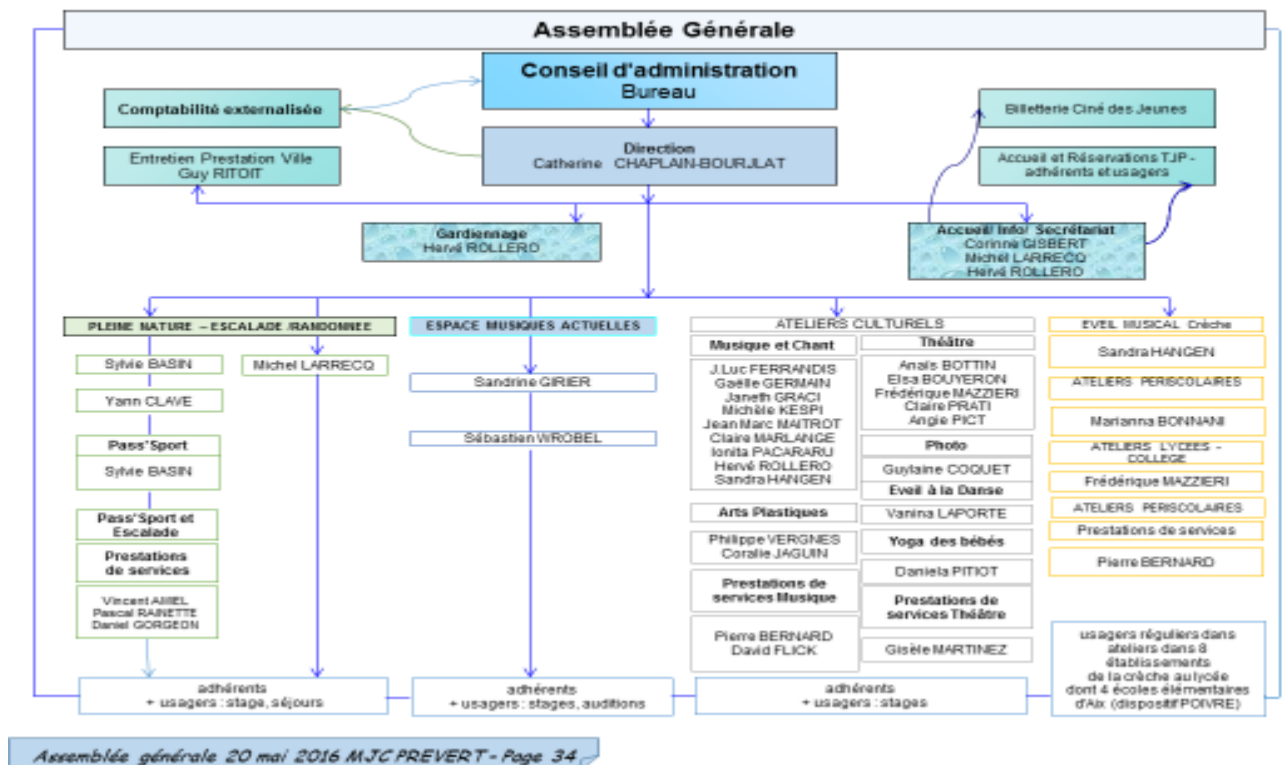 Assemblée Générale
Conseil d'administration
Bureau
Comptabilité externalisée
Billetterie Ciné des Jeunes
Direction
Catherine CHAPLAIN-BOURJLAT
Entretien Prestation Ville
Guy RITOIT
Accueil et Réservations TJP -
adhérents et usagers
Gardiennage
Hervé ROLLERO
Accueil/ Info/ Secrétariat
Corinne GISBERT
Michel LARRECQ
Hervé ROLLERO
PLEINE NATURE – ESCALADE /RANDONNEE
Sylvie BASIN
Michel LARRECQ
Yann CLAVE
Pass'Sport
Sylvie BASIN
Pass'Sport et
Escalade
Prestations
de services
Vincent AMIEL
Pascal RAINETTE
Daniel GORGEON
adhérents
+ usagers : stage, séjours
ESPACE MUSIQUES ACTUELLES
Sandrine GIRIER
Sébastien WROBEL
adhérents
+ usagers : stages, auditions
ATELIERS CULTURELS
Musique et Chant
J.Luc FERRANDIS
Gaëlle GERMAIN
Janeth GRACI
Michèle KESPI
Jean Marc MAITROT
Claire MARLANGE
Ionita PACARARU
Hervé ROLLERO
Sandra HANGEN
Arts Plastiques
Philippe VERGNES
Coralie JAGUIN
Prestations de
services Musique
Pierre BERNARD
David FLICK
Théâtre
Anaïs BOTTIN
Elsa BOUYERON
Frédérique MAZZIERI
Claire PRATI
Angie PICT
Photo
Guylaine COQUET
Eveil à la Danse
Vanina LAPORTE
Yoga des bébés
Daniela PITIOT
Prestations de
services Théâtre
Gisèle MARTINEZ
adhérents
+ usagers : stages
EVEIL MUSICAL Crèche
Sandra HANGEN
ATELIERS PERISCOLAIRES
Marianna BONNANI
ATELIERS LYCEES -
COLLEGE
Frédérique MAZZIERI
ATELIERS PERISCOLAIRES
Prestations de services
Pierre BERNARD
usagers réguliers dans
ateliers dans 8
établissements
de la crèche au lycée
dont 4 écoles élémentaires
d'Aix (dispositif POIVRE)
Assemblée générale 20 mai 2016 MJC PREVERT - Page 34